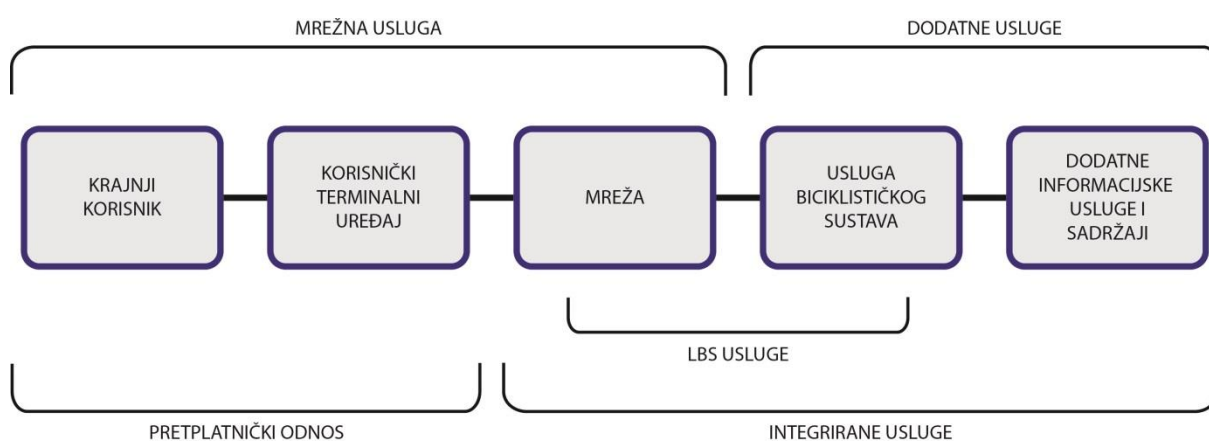 MREŽNA USLUGA
DODATNE USLUGE
KRAJNJI
KORISNIK
KORISNIČKI
TERMINALNI
UREĐAJ
MREŽA
USLUGA
BICIKLISTIČKOG
SUSTAVA
DODATNE
INFORMACIJSKE
USLUGE I
SADRŽAJI
LBS USLUGE
PRETPLATNIČKI ODNOS
INTEGRIRANE USLUGE